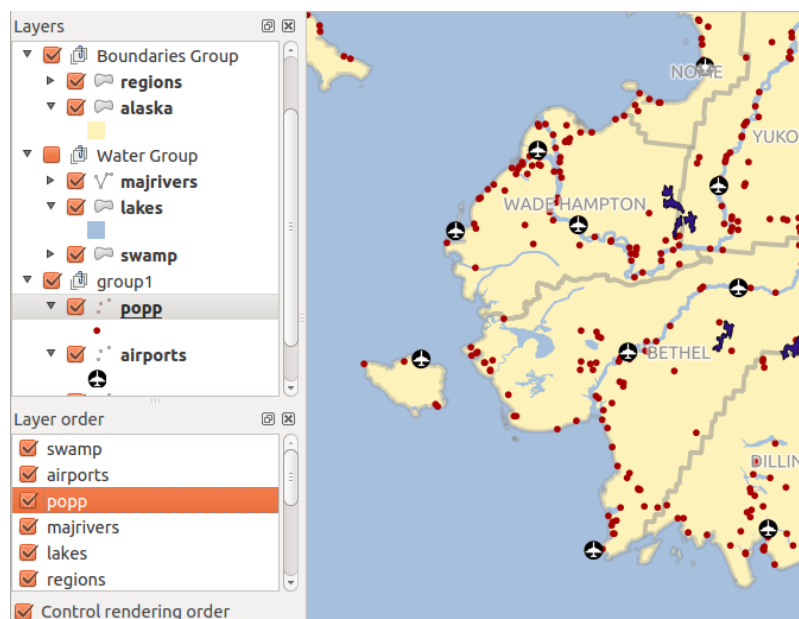 Layers
Boundaries Group
regions
alaska
Water Group
majrivers
lakes
swamp
group1
popp
airports
Layer order
swamp
airports
popp
majrivers
lakes
regions
Control rendering order
NOME
YUKO
WADE HAMPTON
BETHEL
DILLIN